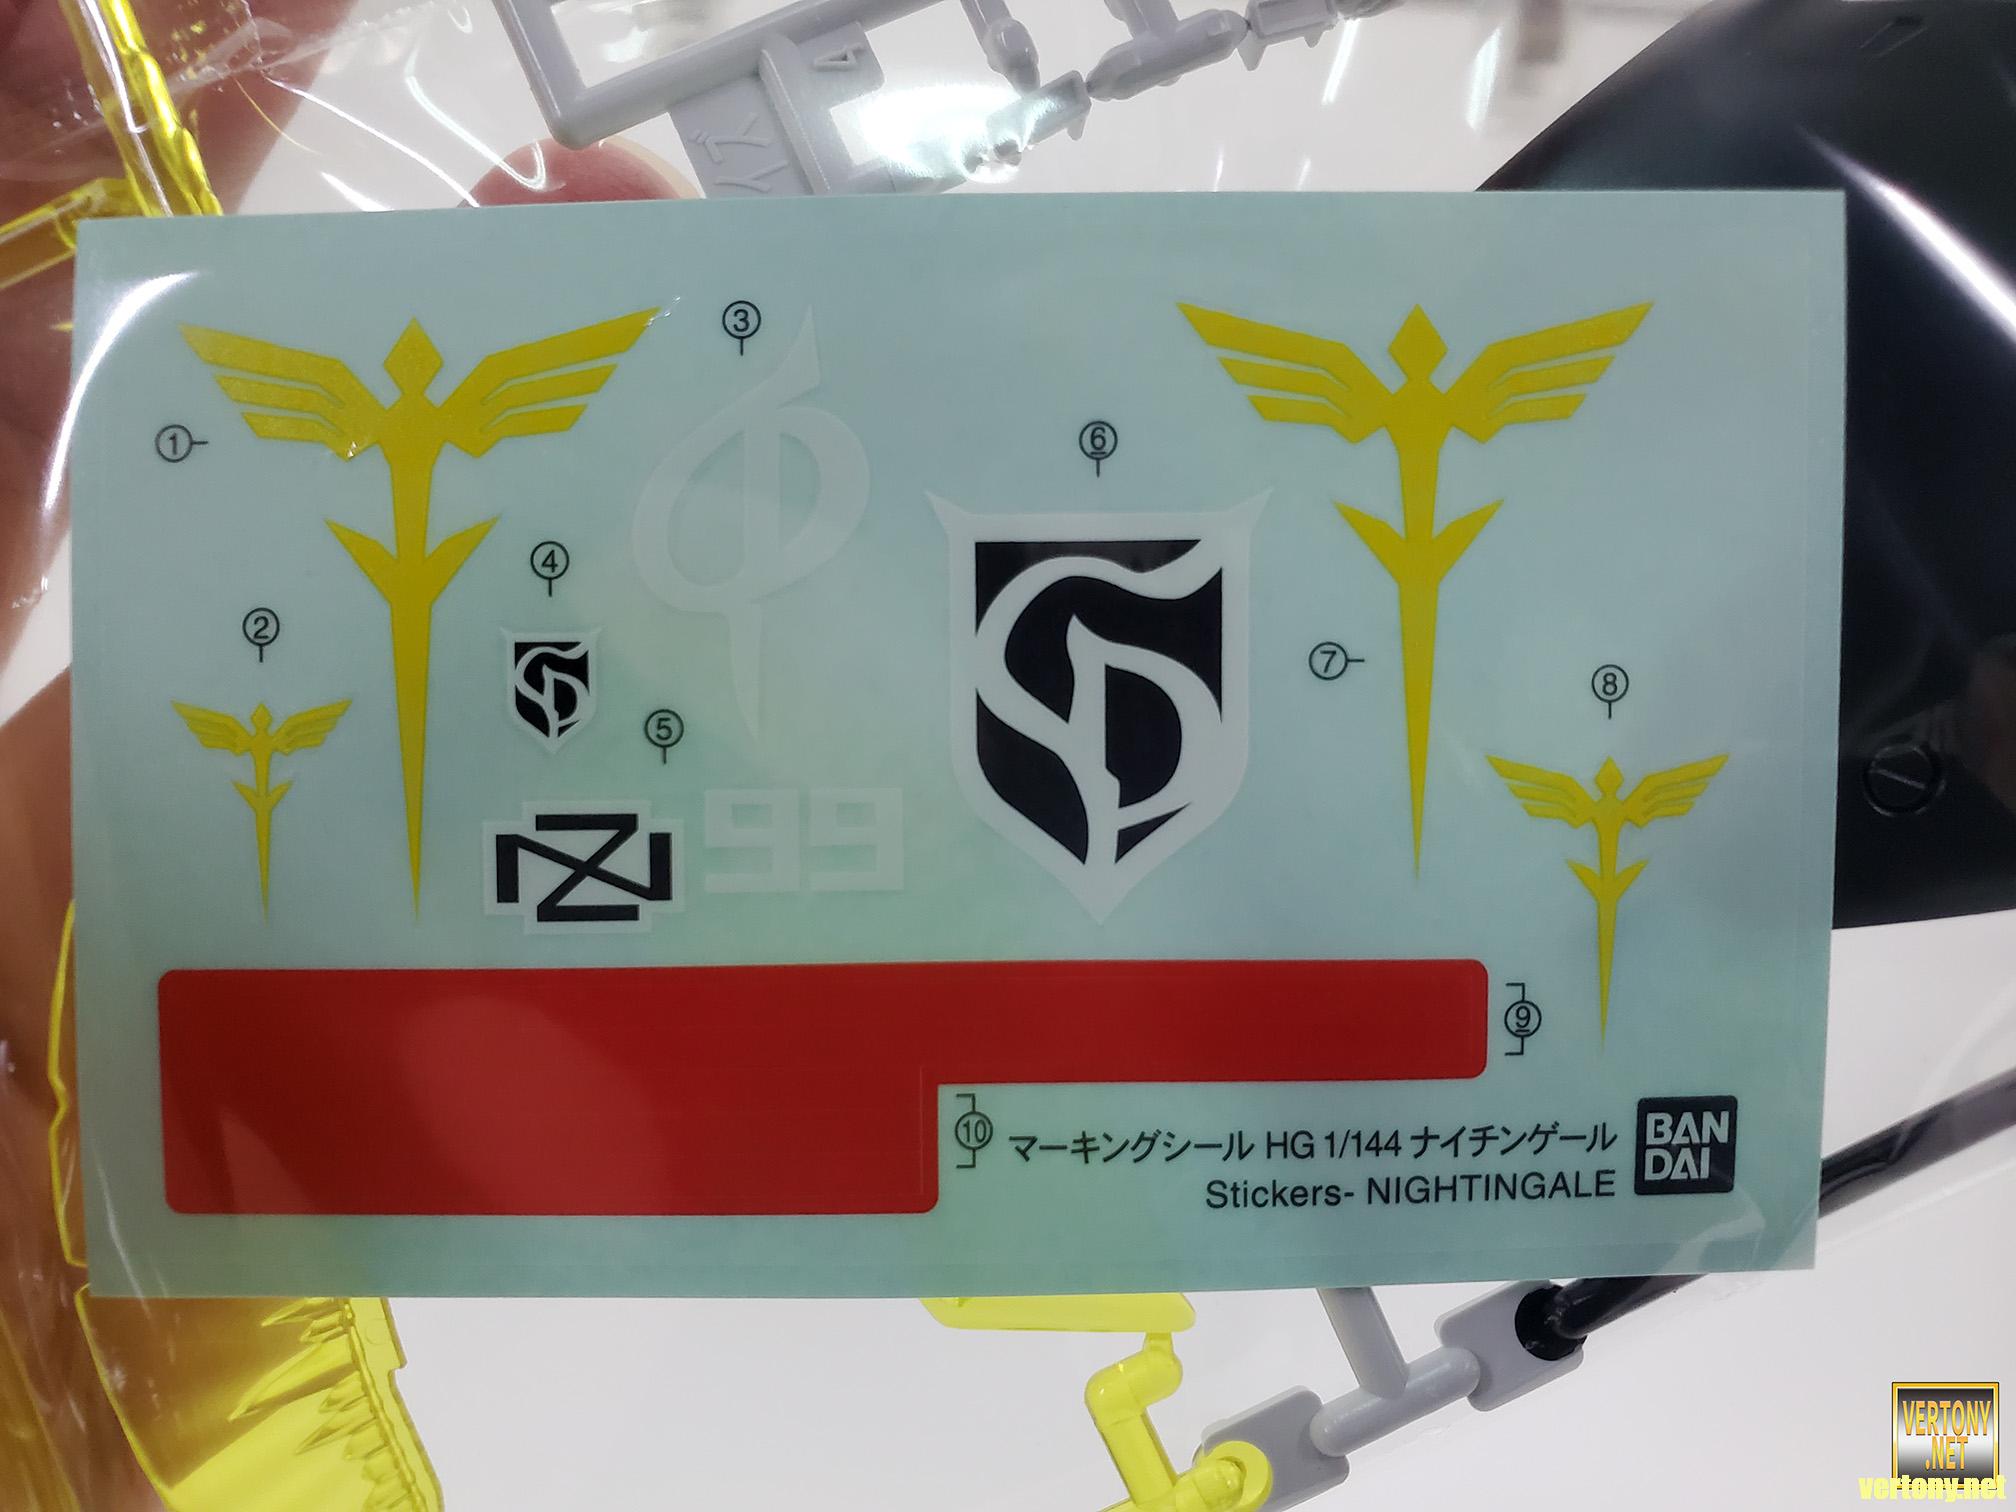 4
①
②
③
④
⑤
99
⑥
⑦
⑧
⑨
⑩
マーキングシール HG 1/144 ナイチンゲール
Stickers- NIGHTINGALE
BAN
DAI
VERTONY
.NET
vertony.net